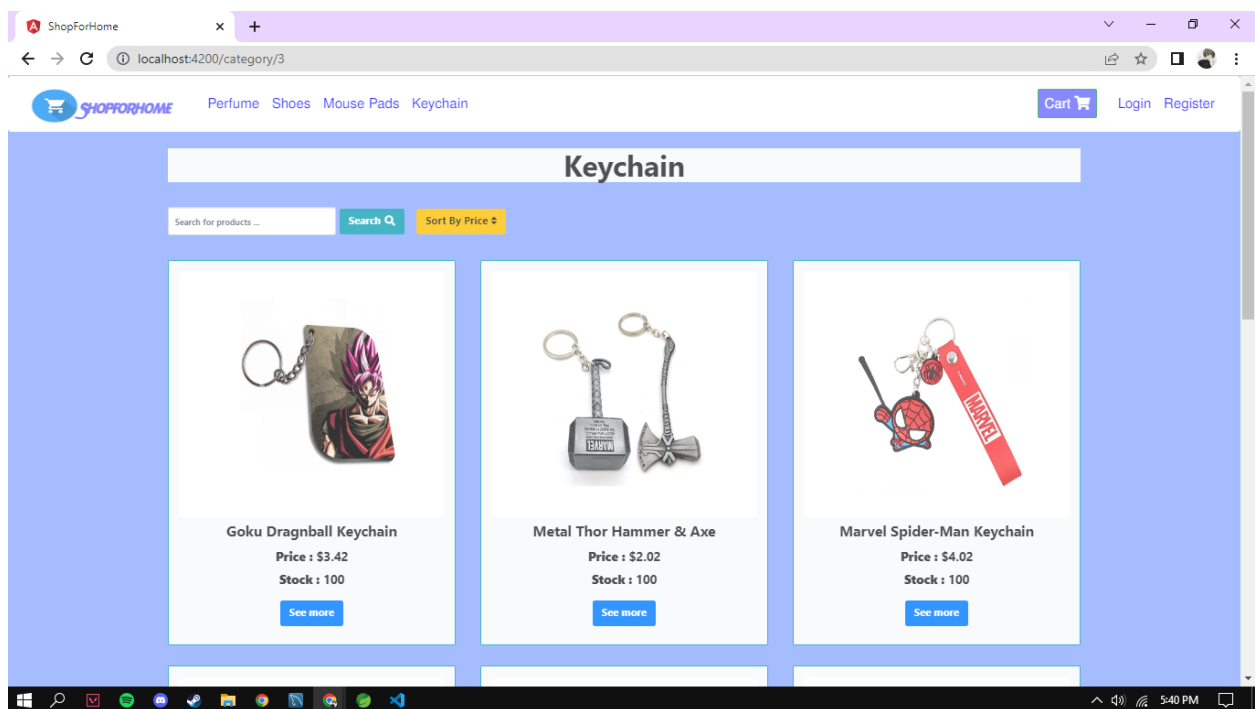 ShopForHome
localhost:4200/category/3
SHOPFORHOME Perfume Shoes Mouse Pads Keychain Cart Login Register
Keychain
Search for products ... Search Sort By Price
MARVEL
MARVEL
Goku Dragnball Keychain Metal Thor Hammer & Axe Marvel Spider-Man Keychain
Price : $3.42 Price : $2.02 Price : $4.02
Stock : 100 Stock : 100 Stock : 100
See more See more See more
5:40 PM